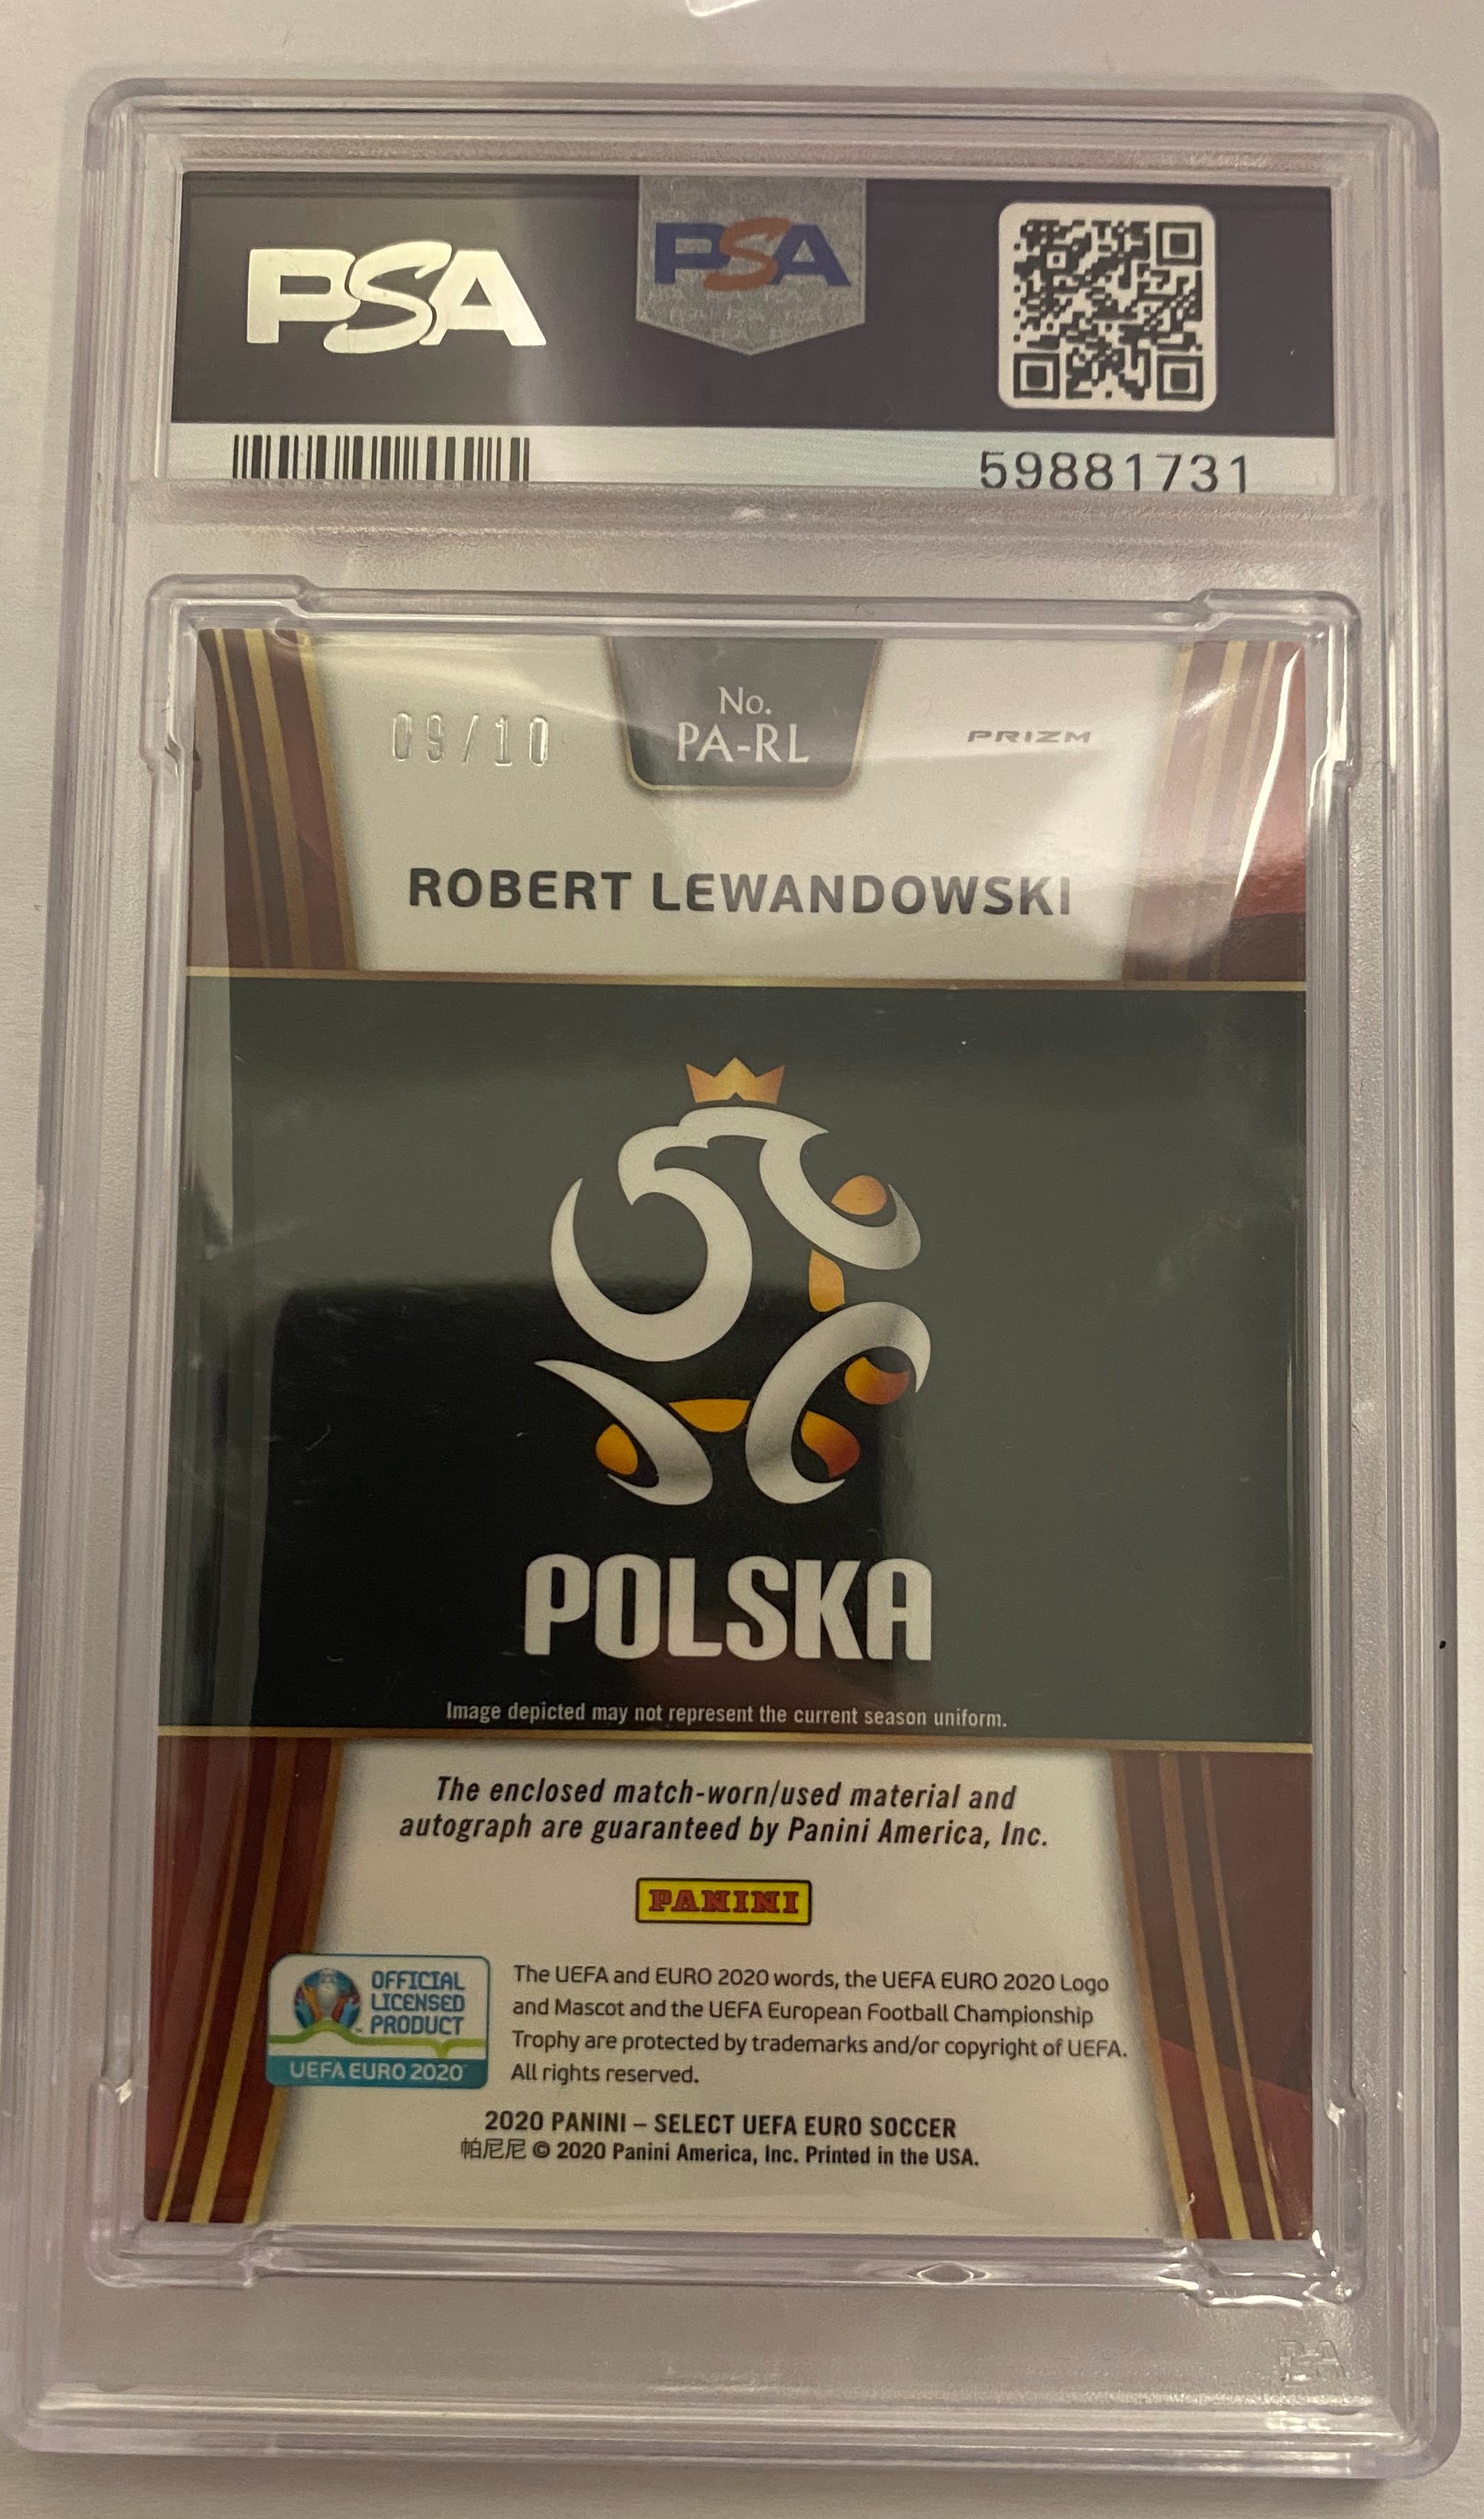 PSA
PSA
59881731
09/10
No.
PA-RL
PRIZM
ROBERT LEWANDOWSKI
POLSKA
Image depicted may not represent the current season uniform.
The enclosed match-worn/used material and
autograph are guaranteed by Panini America, Inc.
PANINI
OFFICIAL
LICENSED
PRODUCT
UEFA EURO 2020
The UEFA and EURO 2020 words, the UEFA EURO 2020 Logo
and Mascot and the UEFA European Football Championship
Trophy are protected by trademarks and/or copyright of UEFA.
All rights reserved.
2020 PANINI – SELECT UEFA EURO SOCCER
帕尼尼 © 2020 Panini America, Inc. Printed in the USA.